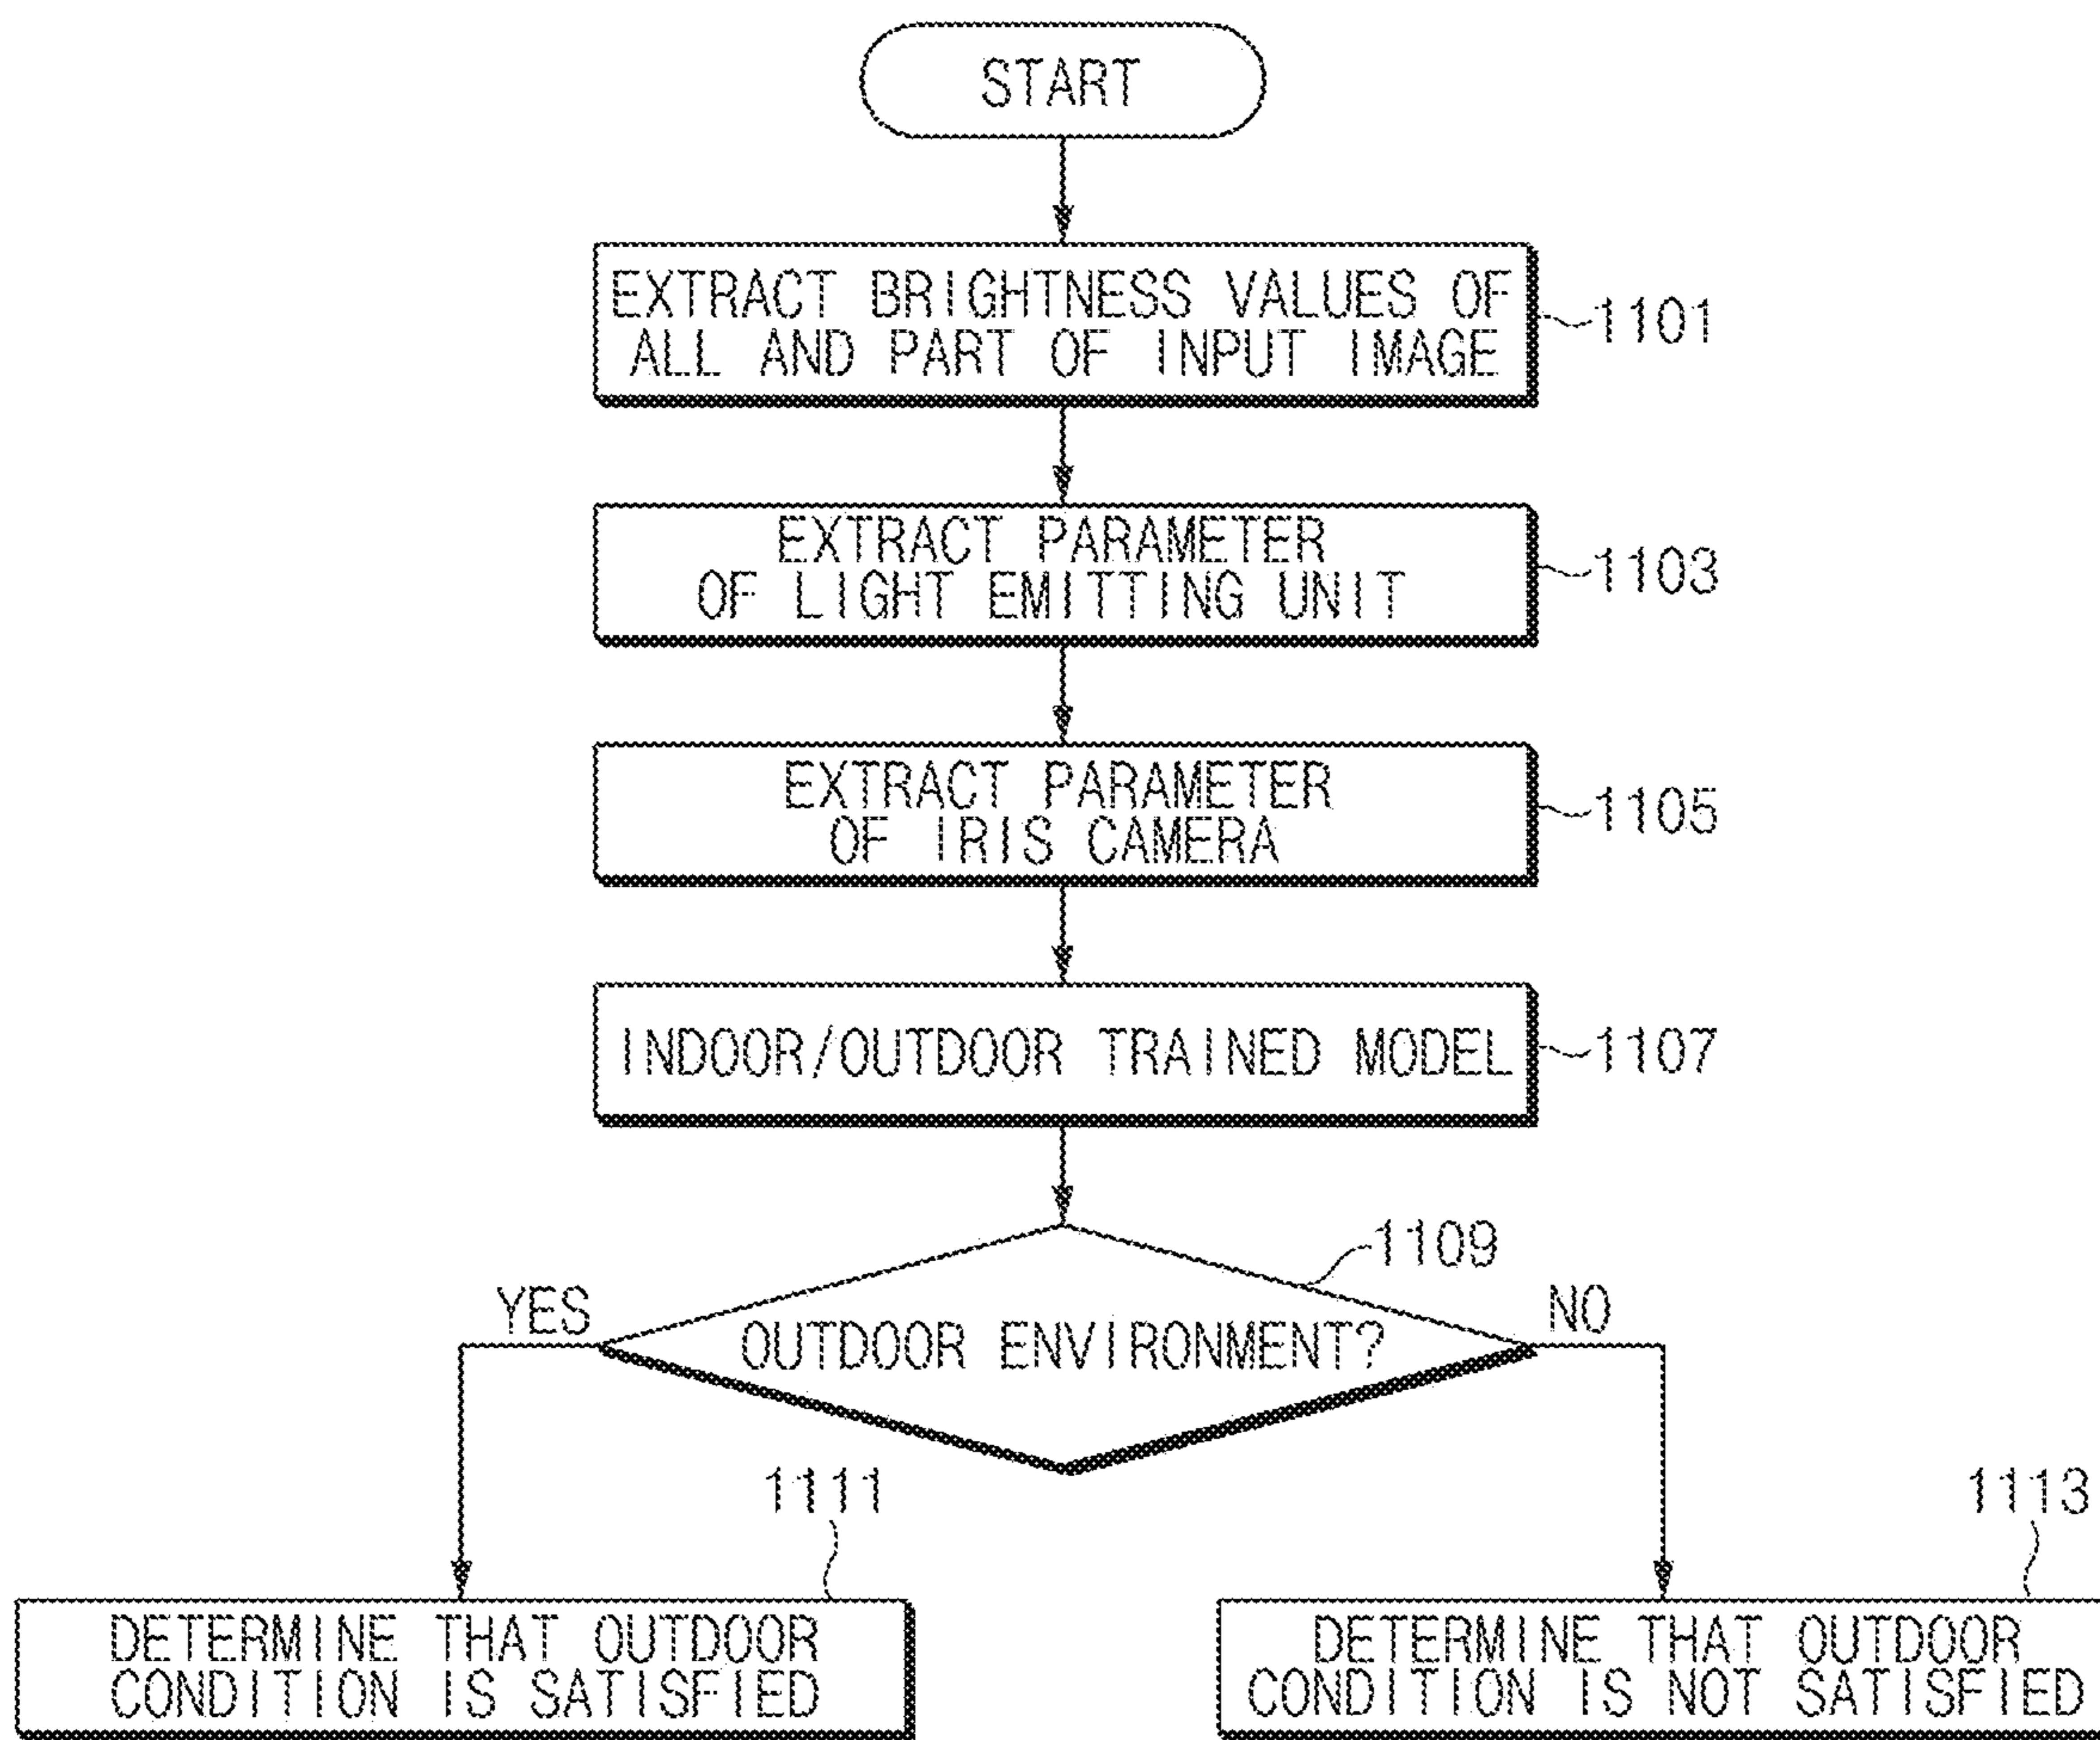 START
EXTRACT BRIGHTNESS VALUES OF
ALL AND PART OF INPUT IMAGE
1101
EXTRACT PARAMETER
OF LIGHT EMITTING UNIT
1103
EXTRACT PARAMETER
OF IRIS CAMERA
1105
INDOOR/OUTDOOR TRAINED MODEL
1107
1109
YES
OUTDOOR ENVIRONMENT?
NO
1111
1113
DETERMINE THAT OUTDOOR
CONDITION IS SATISFIED
DETERMINE THAT OUTDOOR
CONDITION IS NOT SATISFIED